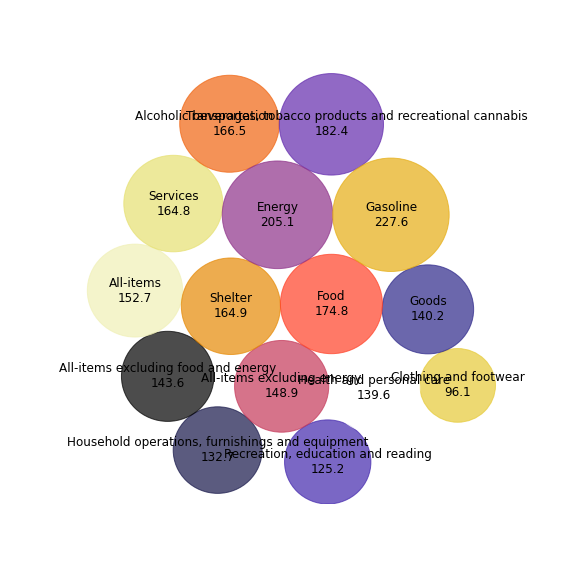 Transportation
166.5
Alcoholic beverages, tobacco products and recreational cannabis
182.4
Services
164.8
Energy
205.1
Gasoline
227.6
All-items
152.7
Shelter
164.9
Food
174.8
Goods
140.2
All-items excluding food and energy
143.6
All-items excluding energy
148.9
Health and personal care
139.6
Clothing and footwear
96.1
Household operations, furnishings and equipment
132.7
Recreation, education and reading
125.2